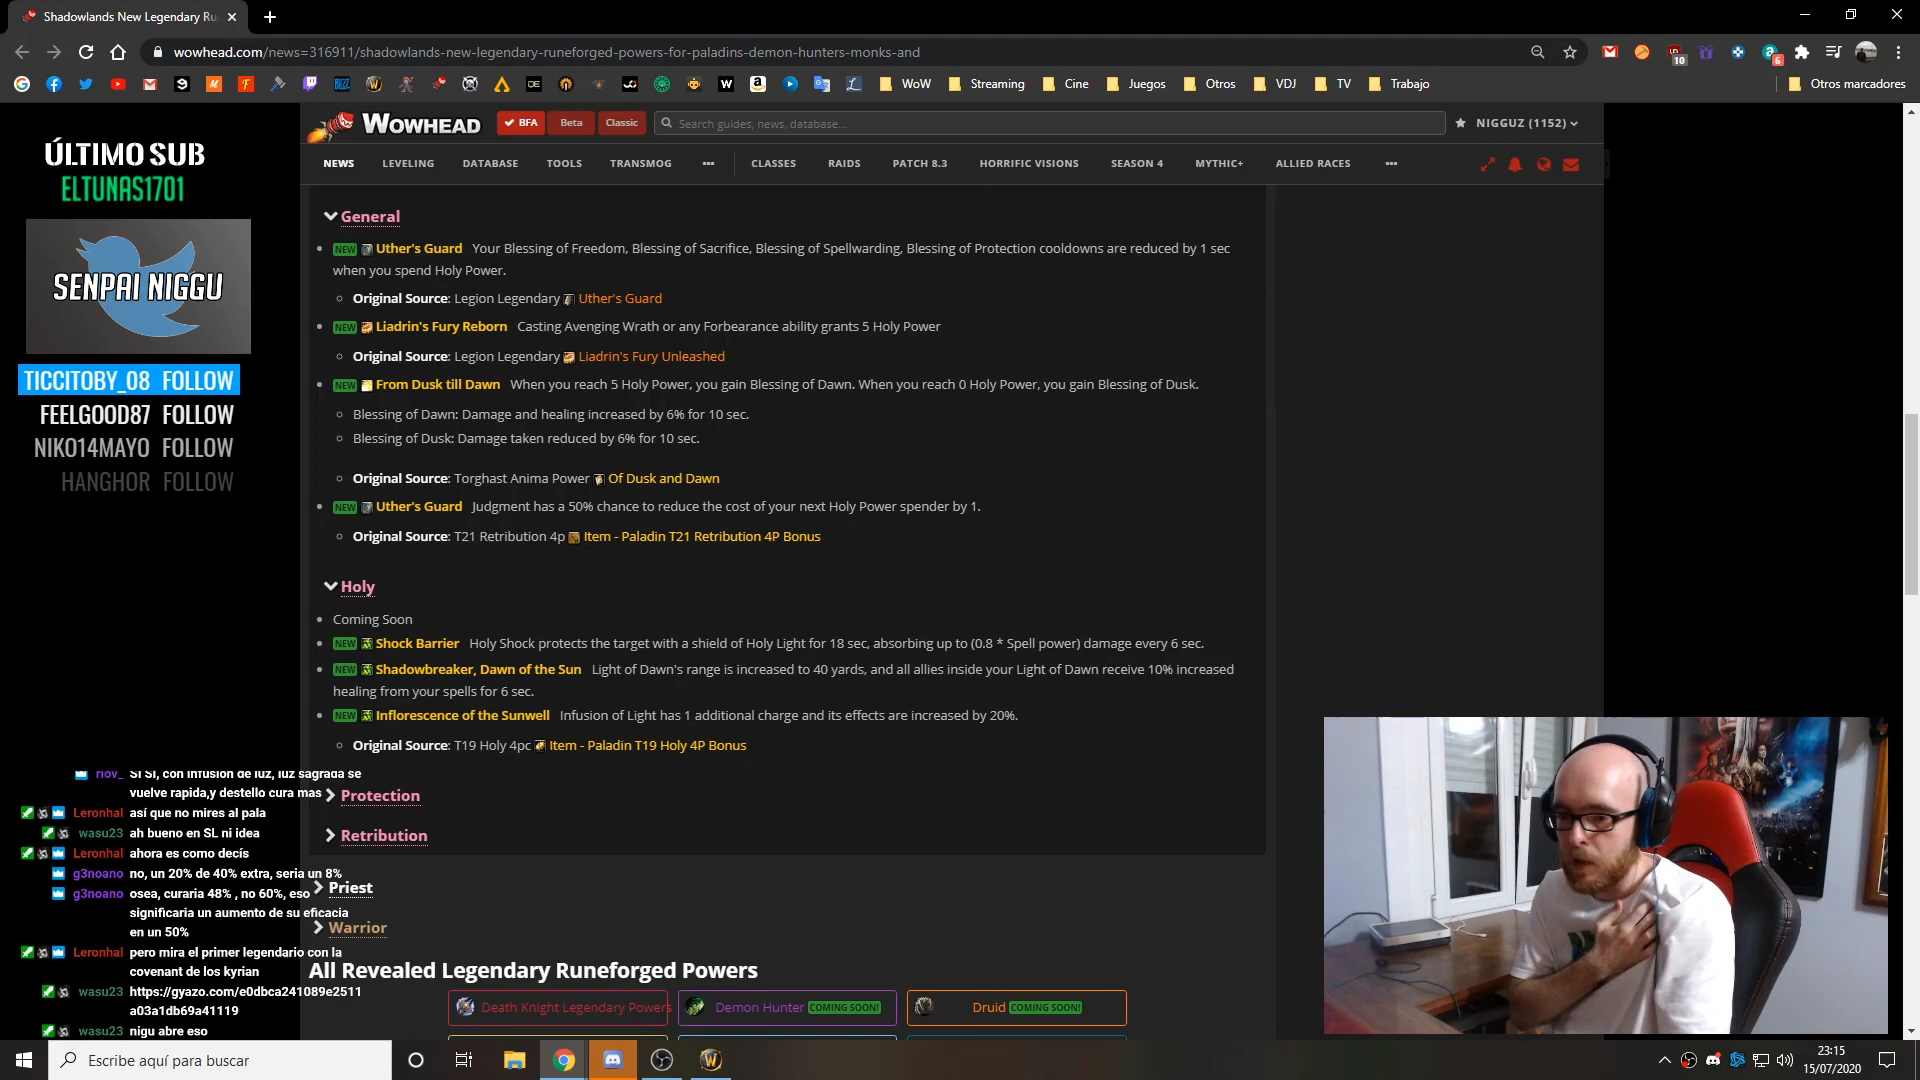 Shadowlands New Legendary Ru
wowhead.com/news=316911/shadowlands-new-legendary-runeforged-powers-for-paladins-demon-hunters-monks-and
10
6
WoW
Streaming
Cine
Juegos
Otros
VDJ
TV
Trabajo
Otros marcadores
ÚLTIMO SUB
ELTUNAS1701
SENPAI NIGGU
TICCITOBY_08 FOLLOW
FEELGOOD87 FOLLOW
NIKO14MAYO FOLLOW
HANGHOR FOLLOW
WOWHEAD
BFA
Beta
Classic
Search guides, news, database...
NIGGUZ (1152)
NEWS
LEVELING
DATABASE
TOOLS
TRANSMOG
CLASSES
RAIDS
PATCH 8.3
HORRIFIC VISIONS
SEASON 4
MYTHIC+
ALLIED RACES
General
NEW Uther's Guard Your Blessing of Freedom, Blessing of Sacrifice, Blessing of Spellwarding, Blessing of Protection cooldowns are reduced by 1 sec
when you spend Holy Power.
Original Source: Legion Legendary Uther's Guard
NEW Liadrin's Fury Reborn Casting Avenging Wrath or any Forbearance ability grants 5 Holy Power
Original Source: Legion Legendary Liadrin's Fury Unleashed
NEW From Dusk till Dawn When you reach 5 Holy Power, you gain Blessing of Dawn. When you reach 0 Holy Power, you gain Blessing of Dusk.
Blessing of Dawn: Damage and healing increased by 6% for 10 sec.
Blessing of Dusk: Damage taken reduced by 6% for 10 sec.
Original Source: Torghast Anima Power Of Dusk and Dawn
NEW Uther's Guard Judgment has a 50% chance to reduce the cost of your next Holy Power spender by 1.
Original Source: T21 Retribution 4p Item - Paladin T21 Retribution 4P Bonus
Holy
Coming Soon
NEW Shock Barrier Holy Shock protects the target with a shield of Holy Light for 18 sec, absorbing up to (0.8 * Spell power) damage every 6 sec.
NEW Shadowbreaker, Dawn of the Sun Light of Dawn's range is increased to 40 yards, and all allies inside your Light of Dawn receive 10% increased
healing from your spells for 6 sec.
NEW Inflorescence of the Sunwell Infusion of Light has 1 additional charge and its effects are increased by 20%.
Original Source: T19 Holy 4pc Item - Paladin T19 Holy 4P Bonus
Protection
Retribution
Priest
Warrior
All Revealed Legendary Runeforged Powers
Death Knight Legendary Powers
Demon Hunter COMING SOON!
Druid COMING SOON!
riov_ SI SI, con infusion de luz, luz sagrada se
vuelve rapida,y destello cura mas
Leronhal así que no mires al pala
wasu23 ah bueno en SL ni idea
Leronhal ahora es como decís
g3noano no, un 20% de 40% extra, seria un 8%
g3noano osea, curaria 48% , no 60%, eso
significaria un aumento de su eficacia
en un 50%
Leronhal pero mira el primer legendario con la
covenant de los kyrian
wasu23 https://gyazo.com/e0dbca241089e2511
a03a1db69a41119
wasu23 nigu abre eso
Escribe aquí para buscar
23:15
15/07/2020